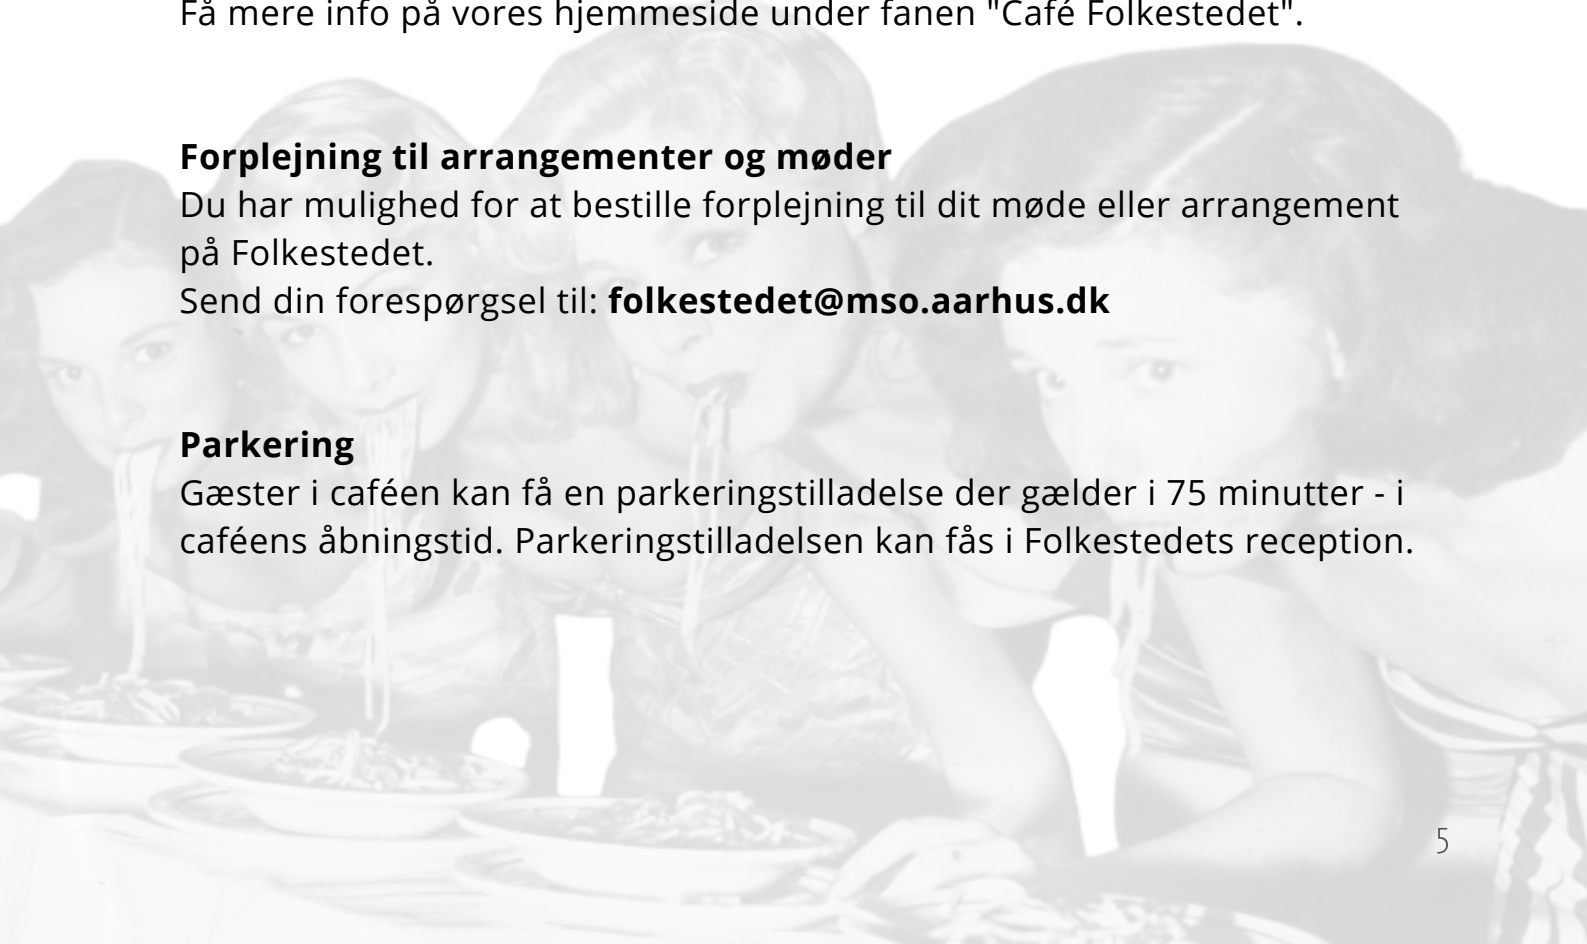 Få mere info på vores hjemmeside under fanen "Café Folkestedet".
Forplejning til arrangementer og møder
Du har mulighed for at bestille forplejning til dit møde eller arrangement
på Folkestedet.
Send din forespørgsel til: folkestedet@mso.aarhus.dk
Parkering
Gæster i caféen kan få en parkeringstilladelse der gælder i 75 minutter - i
caféens åbningstid. Parkeringstilladelsen kan fås i Folkestedets reception.
5